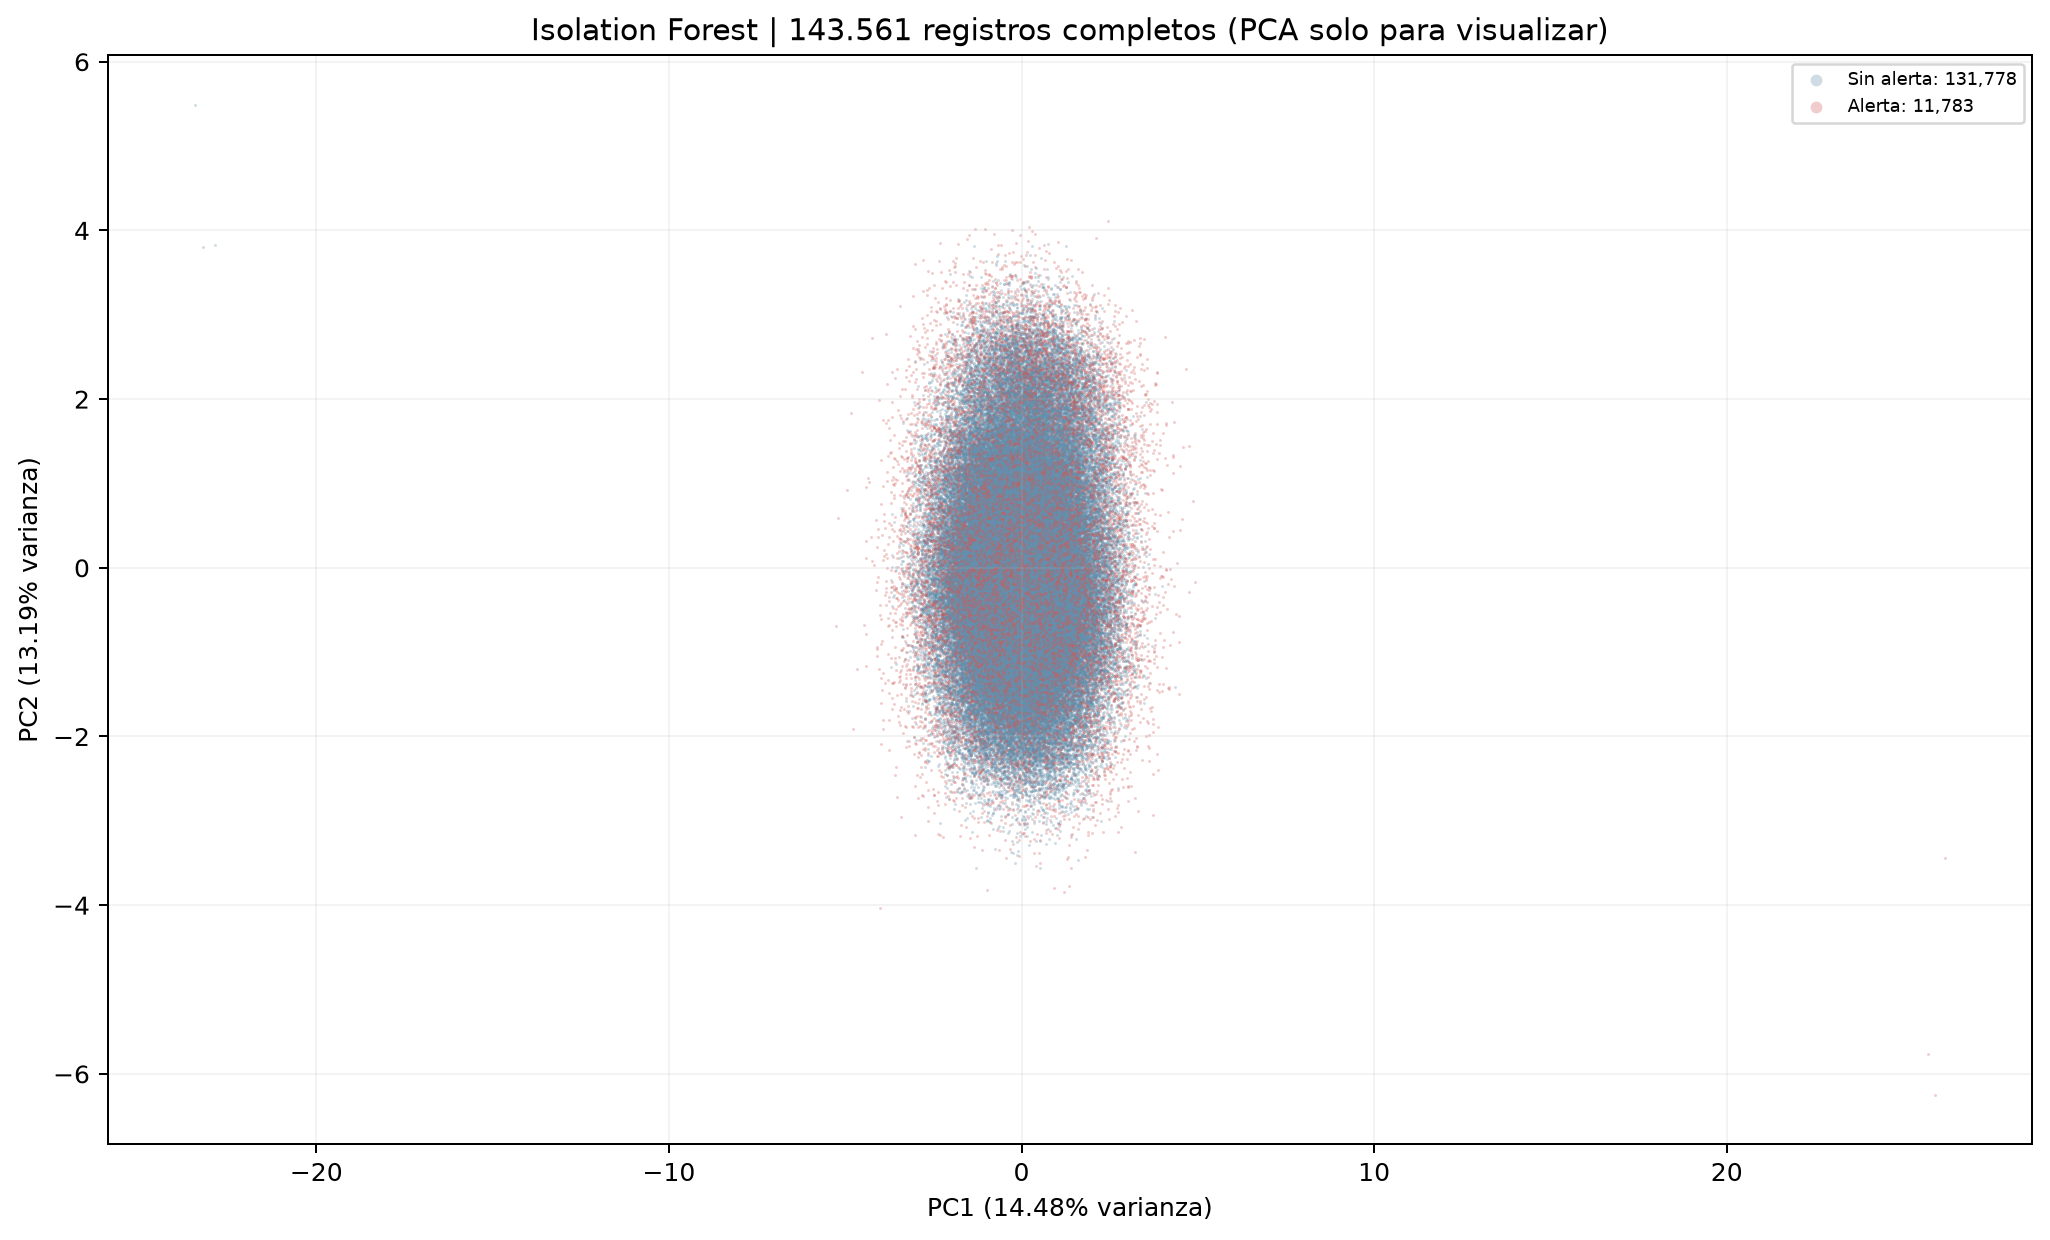 Isolation Forest | 143.561 registros completos (PCA solo para visualizar)
Sin alerta: 131,778
Alerta: 11,783
6
4
2
0
−2
−4
−6
PC2 (13.19% varianza)
−20
−10
0
10
20
PC1 (14.48% varianza)